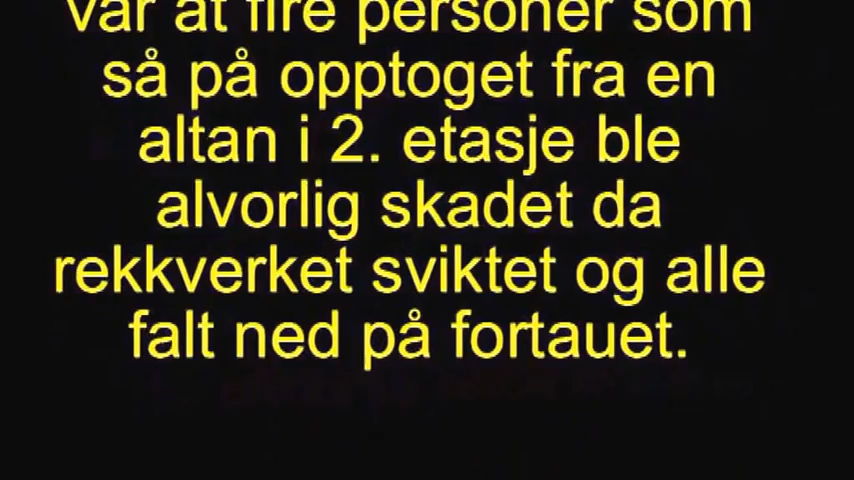 var at fire personer som
så på opptoget fra en
altan i 2. etasje ble
alvorlig skadet da
rekkverket sviktet og alle
falt ned på fortauet.